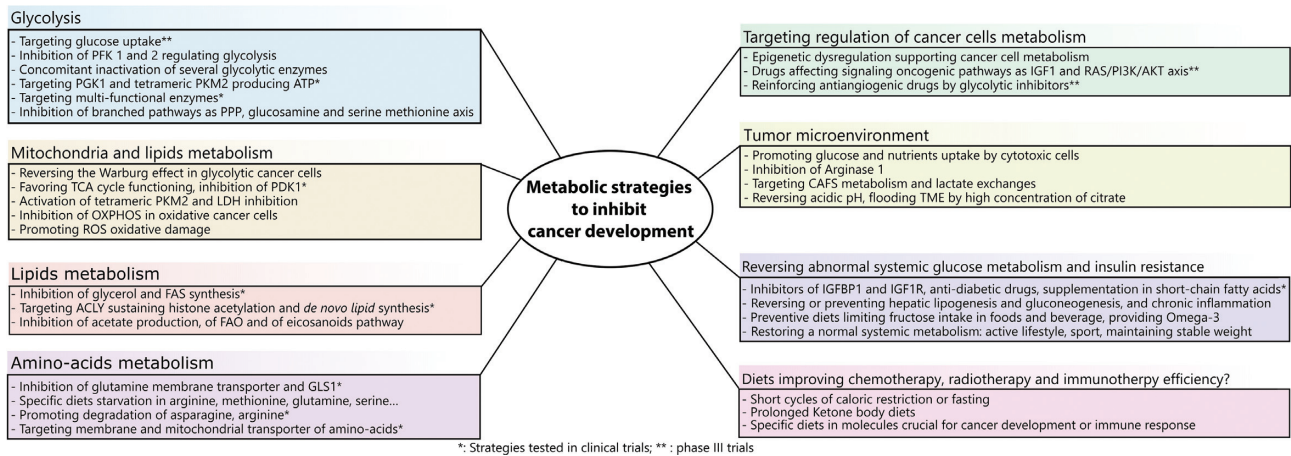 Glycolysis
- Targeting glucose uptake**
- Inhibition of PFK 1 and 2 regulating glycolysis
- Concomitant inactivation of several glycolytic enzymes
- Targeting PGK1 and tetrameric PKM2 producing ATP*
- Targeting multi-functional enzymes*
- Inhibition of branched pathways as PPP, glucosamine and serine methionine axis
Mitochondria and lipids metabolism
- Reversing the Warburg effect in glycolytic cancer cells
- Favoring TCA cycle functioning, inhibition of PDK1*
- Activation of tetrameric PKM2 and LDH inhibition
- Inhibition of OXPHOS in oxidative cancer cells
- Promoting ROS oxidative damage
Lipids metabolism
- Inhibition of glycerol and FAS synthesis*
- Targeting ACLY sustaining histone acetylation and de novo lipid synthesis*
- Inhibition of acetate production, of FAO and of eicosanoids pathway
Amino-acids metabolism
- Inhibition of glutamine membrane transporter and GLS1*
- Specific diets starvation in arginine, methionine, glutamine, serine...
- Promoting degradation of asparagine, arginine*
- Targeting membrane and mitochondrial transporter of amino-acids*
Metabolic strategies
to inhibit
cancer development
Targeting regulation of cancer cells metabolism
- Epigenetic dysregulation supporting cancer cell metabolism
- Drugs affecting signaling oncogenic pathways as IGF1 and RAS/PI3K/AKT axis**
- Reinforcing antiangiogenic drugs by glycolytic inhibitors**
Tumor microenvironment
- Promoting glucose and nutrients uptake by cytotoxic cells
- Inhibition of Arginase 1
- Targeting CAFS metabolism and lactate exchanges
- Reversing acidic pH, flooding TME by high concentration of citrate
Reversing abnormal systemic glucose metabolism and insulin resistance
- Inhibitors of IGFBP1 and IGF1R, anti-diabetic drugs, supplementation in short-chain fatty acids*
- Reversing or preventing hepatic lipogenesis and gluconeogenesis, and chronic inflammation
- Preventive diets limiting fructose intake in foods and beverage, providing Omega-3
- Restoring a normal systemic metabolism: active lifestyle, sport, maintaining stable weight
Diets improving chemotherapy, radiotherapy and immunotherpy efficiency?
- Short cycles of caloric restriction or fasting
- Prolonged Ketone body diets
- Specific diets in molecules crucial for cancer development or immune response
*: Strategies tested in clinical trials; ** : phase III trials